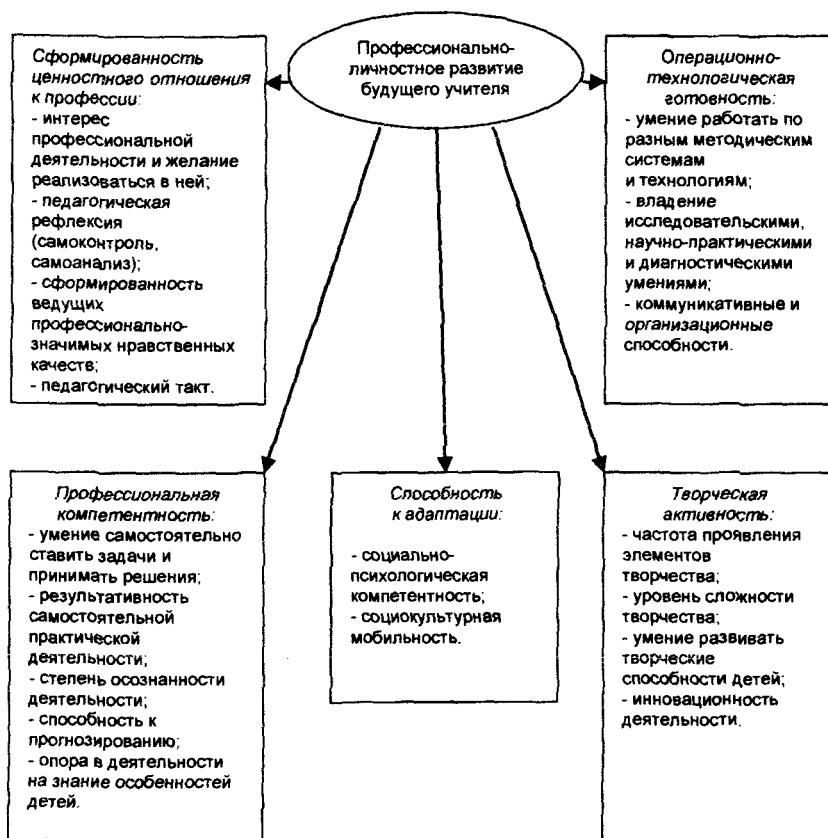 Профессионально-
личностное развитие
будущего учителя
Сформированность
ценностного отношения
к профессии:
- интерес
профессиональной
деятельности и желание
реализоваться в ней;
- педагогическая
рефлексия
(самоконтроль,
самоанализ);
- сформированность
ведущих
профессионально-
значимых нравственных
качеств;
- педагогический такт.
Операционно-
технологическая
готовность:
- умение работать по
разным методическим
системам
и технологиям;
- владение
исследовательскими,
научно-практическими
и диагностическими
умениями;
- коммуникативные и
организационные
способности.
Профессиональная
компетентность:
- умение самостоятельно
ставить задачи и
принимать решения;
- результативность
самостоятельной
практической
деятельности;
- степень осознанности
деятельности;
- способность к
прогнозированию;
- опора в деятельности
на знание особенностей
детей.
Способность
к адаптации:
- социально-
психологическая
компетентность;
- социокультурная
мобильность.
Творческая
активность:
- частота проявления
элементов
творчества;
- уровень сложности
творчества;
- умение развивать
творческие
способности детей;
- инновационность
деятельности.